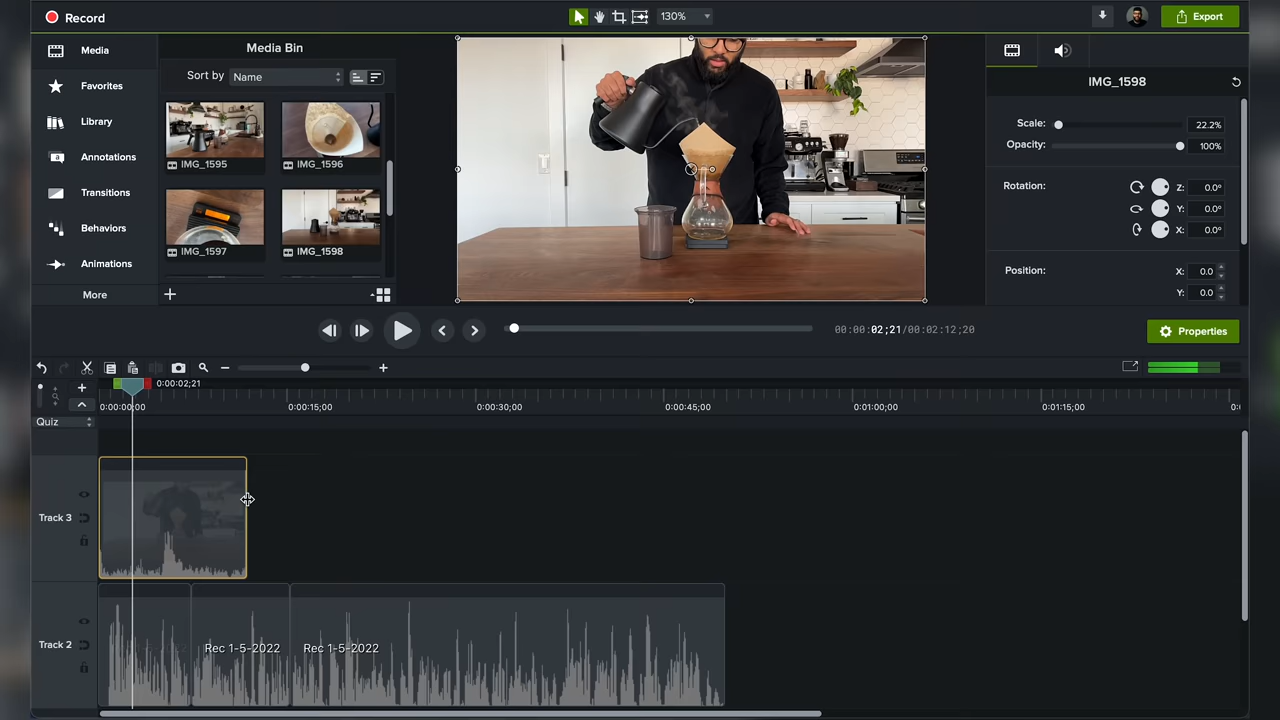 Record
130%
Export
Media
Favorites
Library
Annotations
Transitions
Behaviors
Animations
More
Media Bin
Sort by
Name
IMG_1595
IMG_1596
IMG_1597
IMG_1598
IMG_1598
Scale:
22.2%
Opacity:
100%
Rotation:
Z:
0.0°
Y:
0.0°
X:
0.0°
Position:
X:
0.0
Y:
0.0
00:00:02;21/00:02:12;20
Properties
0:00:02;21
0:00:00;00
0:00:15;00
0:00:30;00
0:00:45;00
0:01:00;00
0:01:15;00
Quiz
Track 3
Track 2
Rec 1-5-2022
Rec 1-5-2022